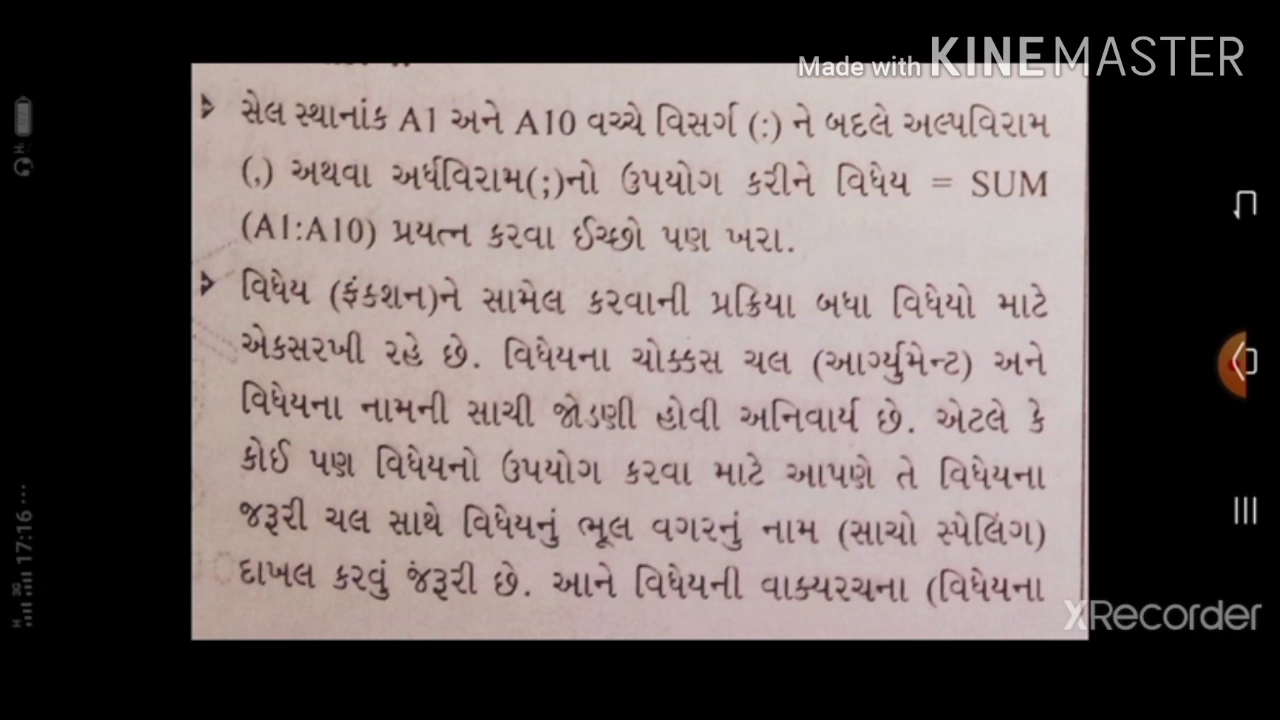 Made with KINEMASTER
સેલ સ્થાનાંક A1 અને A10 વચ્ચે વિસર્ગ (:) ને બદલે અલ્પવિરામ
(,) અથવા અર્ધવિરામ(;)નો ઉપયોગ કરીને વિધેય = SUM
(A1:A10) પ્રયત્ન કરવા ઈચ્છો પણ ખરા.
વિધેય (ફંક્શન)ને સામેલ કરવાની પ્રક્રિયા બધા વિધેયો માટે
એકસરખી રહે છે. વિધેયના ચોક્કસ ચલ (આર્ગ્યુમેન્ટ) અને
વિધેયના નામની સાચી જોડણી હોવી અનિવાર્ય છે. એટલે કે
કોઈ પણ વિધેયનો ઉપયોગ કરવા માટે આપણે તે વિધેયના
જરૂરી ચલ સાથે વિધેયનું ભૂલ વગરનું નામ (સાચો સ્પેલિંગ)
દાખલ કરવું જરૂરી છે. આને વિધેયની વાક્યરચના (વિધેયના
XRecorder
17:16 ...